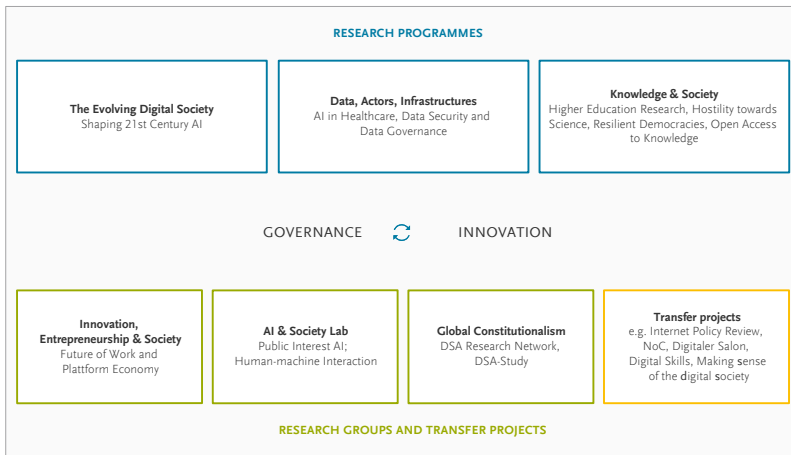 RESEARCH PROGRAMMES
The Evolving Digital Society
Shaping 21st Century AI
Data, Actors, Infrastructures
AI in Healthcare, Data Security and
Data Governance
Knowledge & Society
Higher Education Research, Hostility towards
Science, Resilient Democracies, Open Access
to Knowledge
GOVERNANCE INNOVATION
Innovation,
Entrepreneurship & Society
Future of Work and
Plattform Economy
AI & Society Lab
Public Interest AI;
Human-machine Interaction
Global Constitutionalism
DSA Research Network,
DSA-Study
Transfer projects
e.g. Internet Policy Review,
NoC, Digitaler Salon,
Digital Skills, Making sense
of the digital society
RESEARCH GROUPS AND TRANSFER PROJECTS